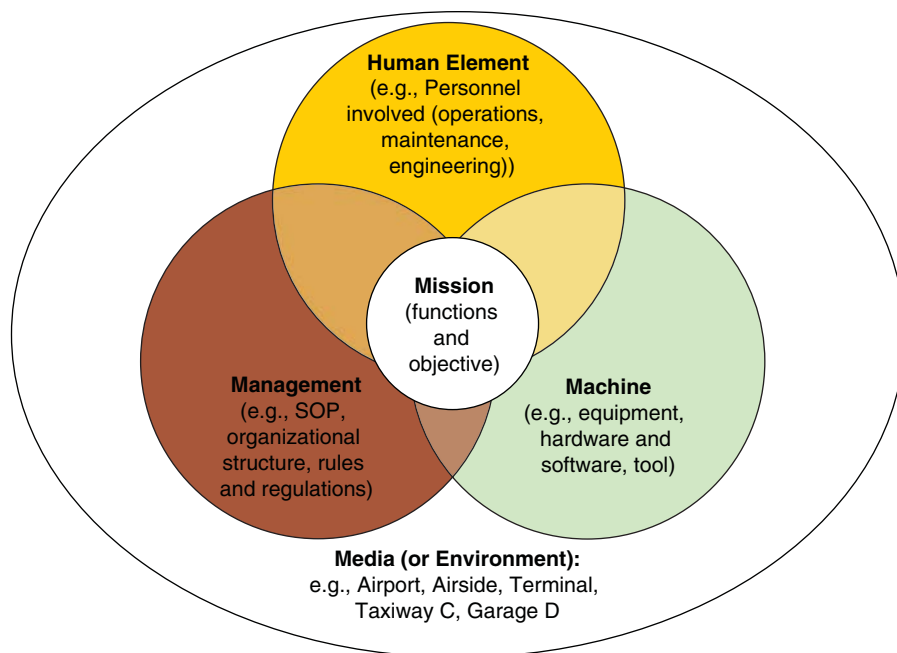 Human Element
(e.g., Personnel
involved (operations,
maintenance,
engineering))
Mission
(functions
and
objective)
Management
(e.g., SOP,
organizational
structure, rules
and regulations)
Machine
(e.g., equipment,
hardware and
software, tool)
Media (or Environment):
e.g., Airport, Airside, Terminal,
Taxiway C, Garage D